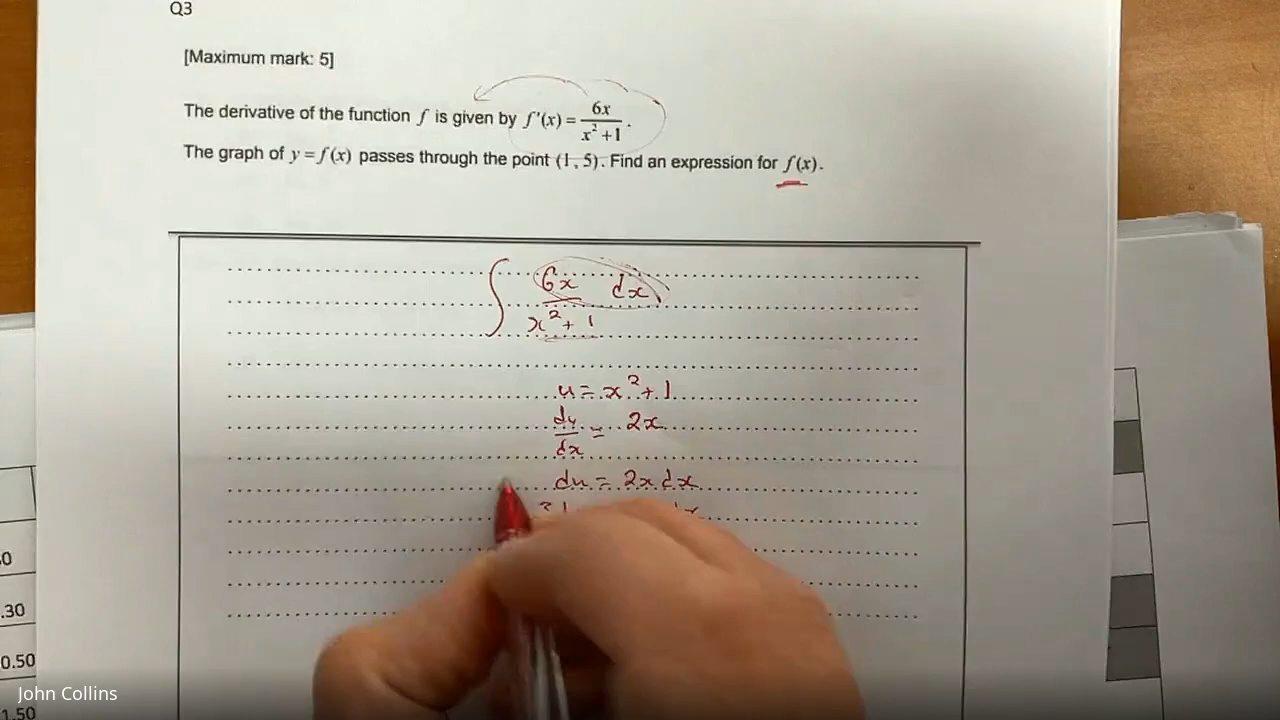 Q3
[Maximum mark: 5]
The derivative of the function f is given by f'(x) = 6x / x² + 1 .
The graph of y = f(x) passes through the point (1, 5). Find an expression for f(x).
∫ 6x / x² + 1 dx
u = x² + 1
du / dx = 2x
du = 2x dx
.30
0.50
1.50
John Collins